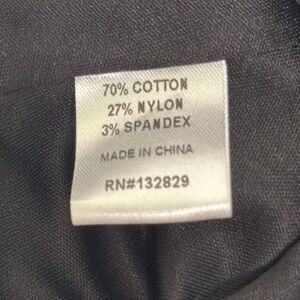 70% COTTON
27% NYLON
3% SPANDEX
MADE IN CHINA
RN#132829